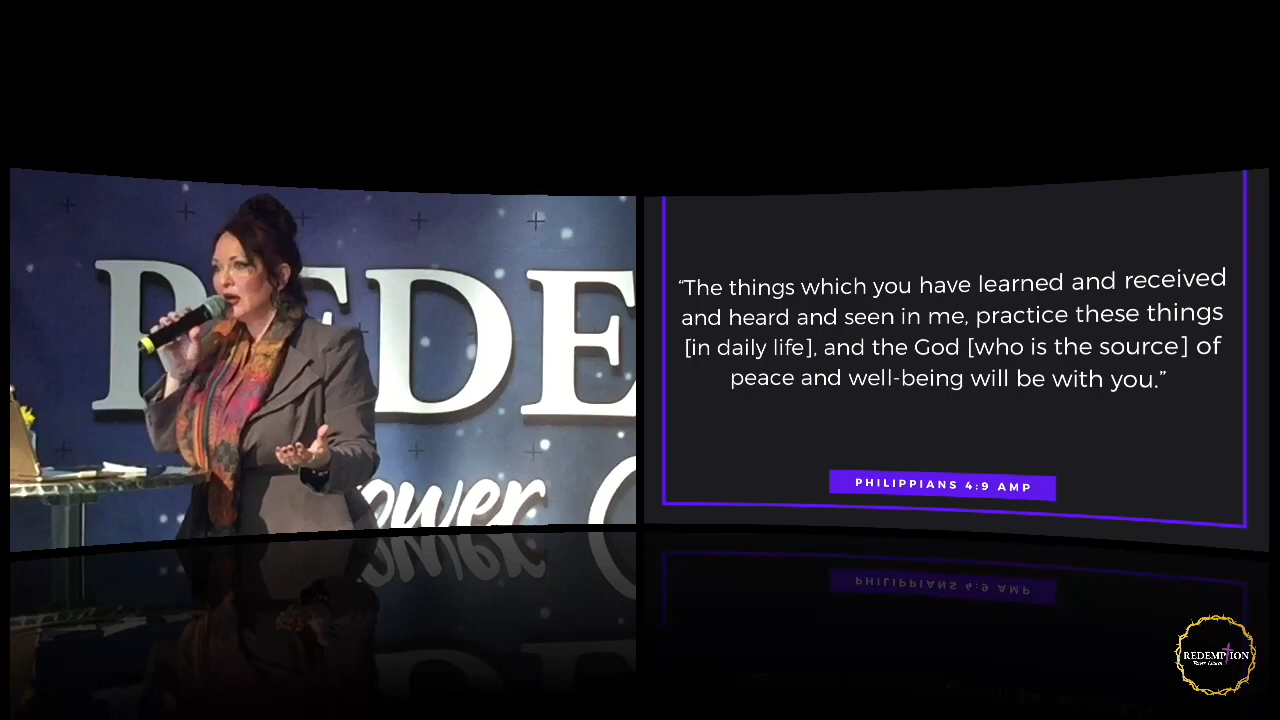 REDE
ower
“The things which you have learned and received
and heard and seen in me, practice these things
[in daily life], and the God [who is the source] of
peace and well-being will be with you.”
PHILIPPIANS 4:9 AMP
REDEMPTION